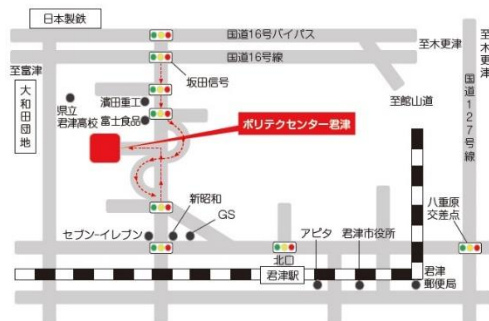 日本製鉄
国道16号バイパス
国道16号線
至木更津
至木更津
至富津
坂田信号
大和田団地
県立
君津高校
濱田重工
富士食品
至館山道
国道127号線
ポリテクセンター君津
新昭和
GS
セブン-イレブン
北口
アピタ
君津市役所
八重原
交差点
君津駅
君津
郵便局